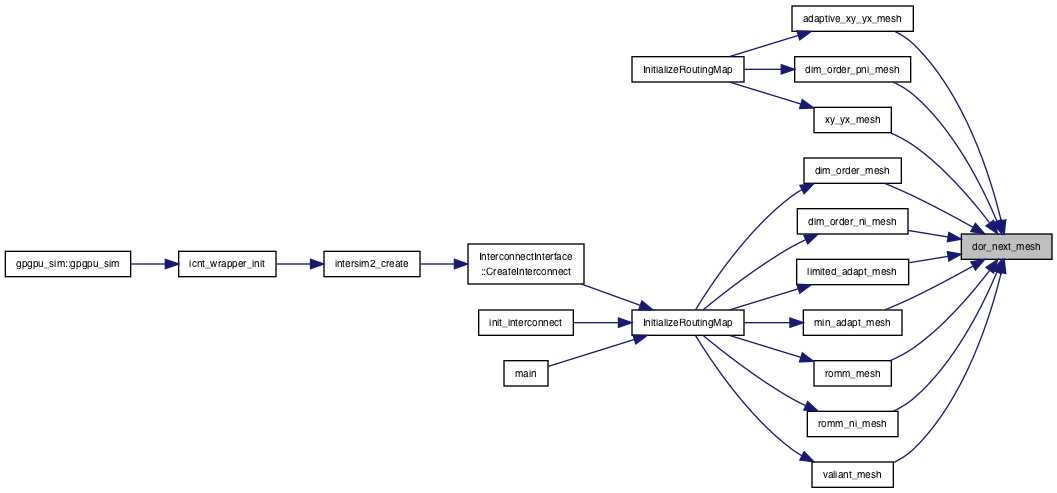 adaptive_xy_yx_mesh
InitializeRoutingMap
dim_order_pni_mesh
xy_yx_mesh
dim_order_mesh
dim_order_ni_mesh
dor_next_mesh
gpgpu_sim::gpgpu_sim
icnt_wrapper_init
intersim2_create
InterconnectInterface
::CreateInterconnect
limited_adapt_mesh
init_interconnect
InitializeRoutingMap
min_adapt_mesh
main
romm_mesh
romm_ni_mesh
valiant_mesh